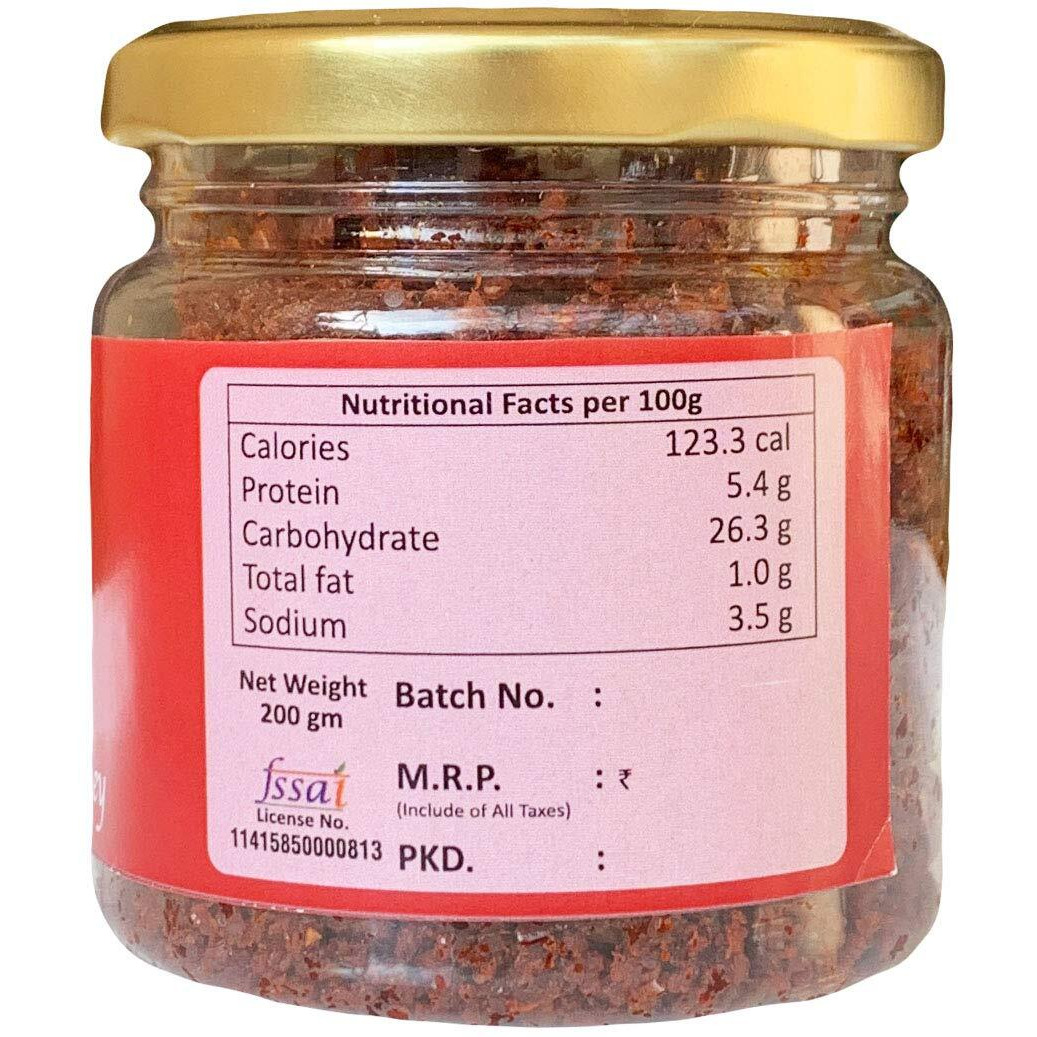 Nutritional Facts per 100g
Calories 123.3 cal
Protein 5.4 g
Carbohydrate 26.3 g
Total fat 1.0 g
Sodium 3.5 g
Net Weight
200 gm
Batch No. :
fssai
License No.
11415850000813
M.R.P. : ₹
(Include of All Taxes)
PKD. :